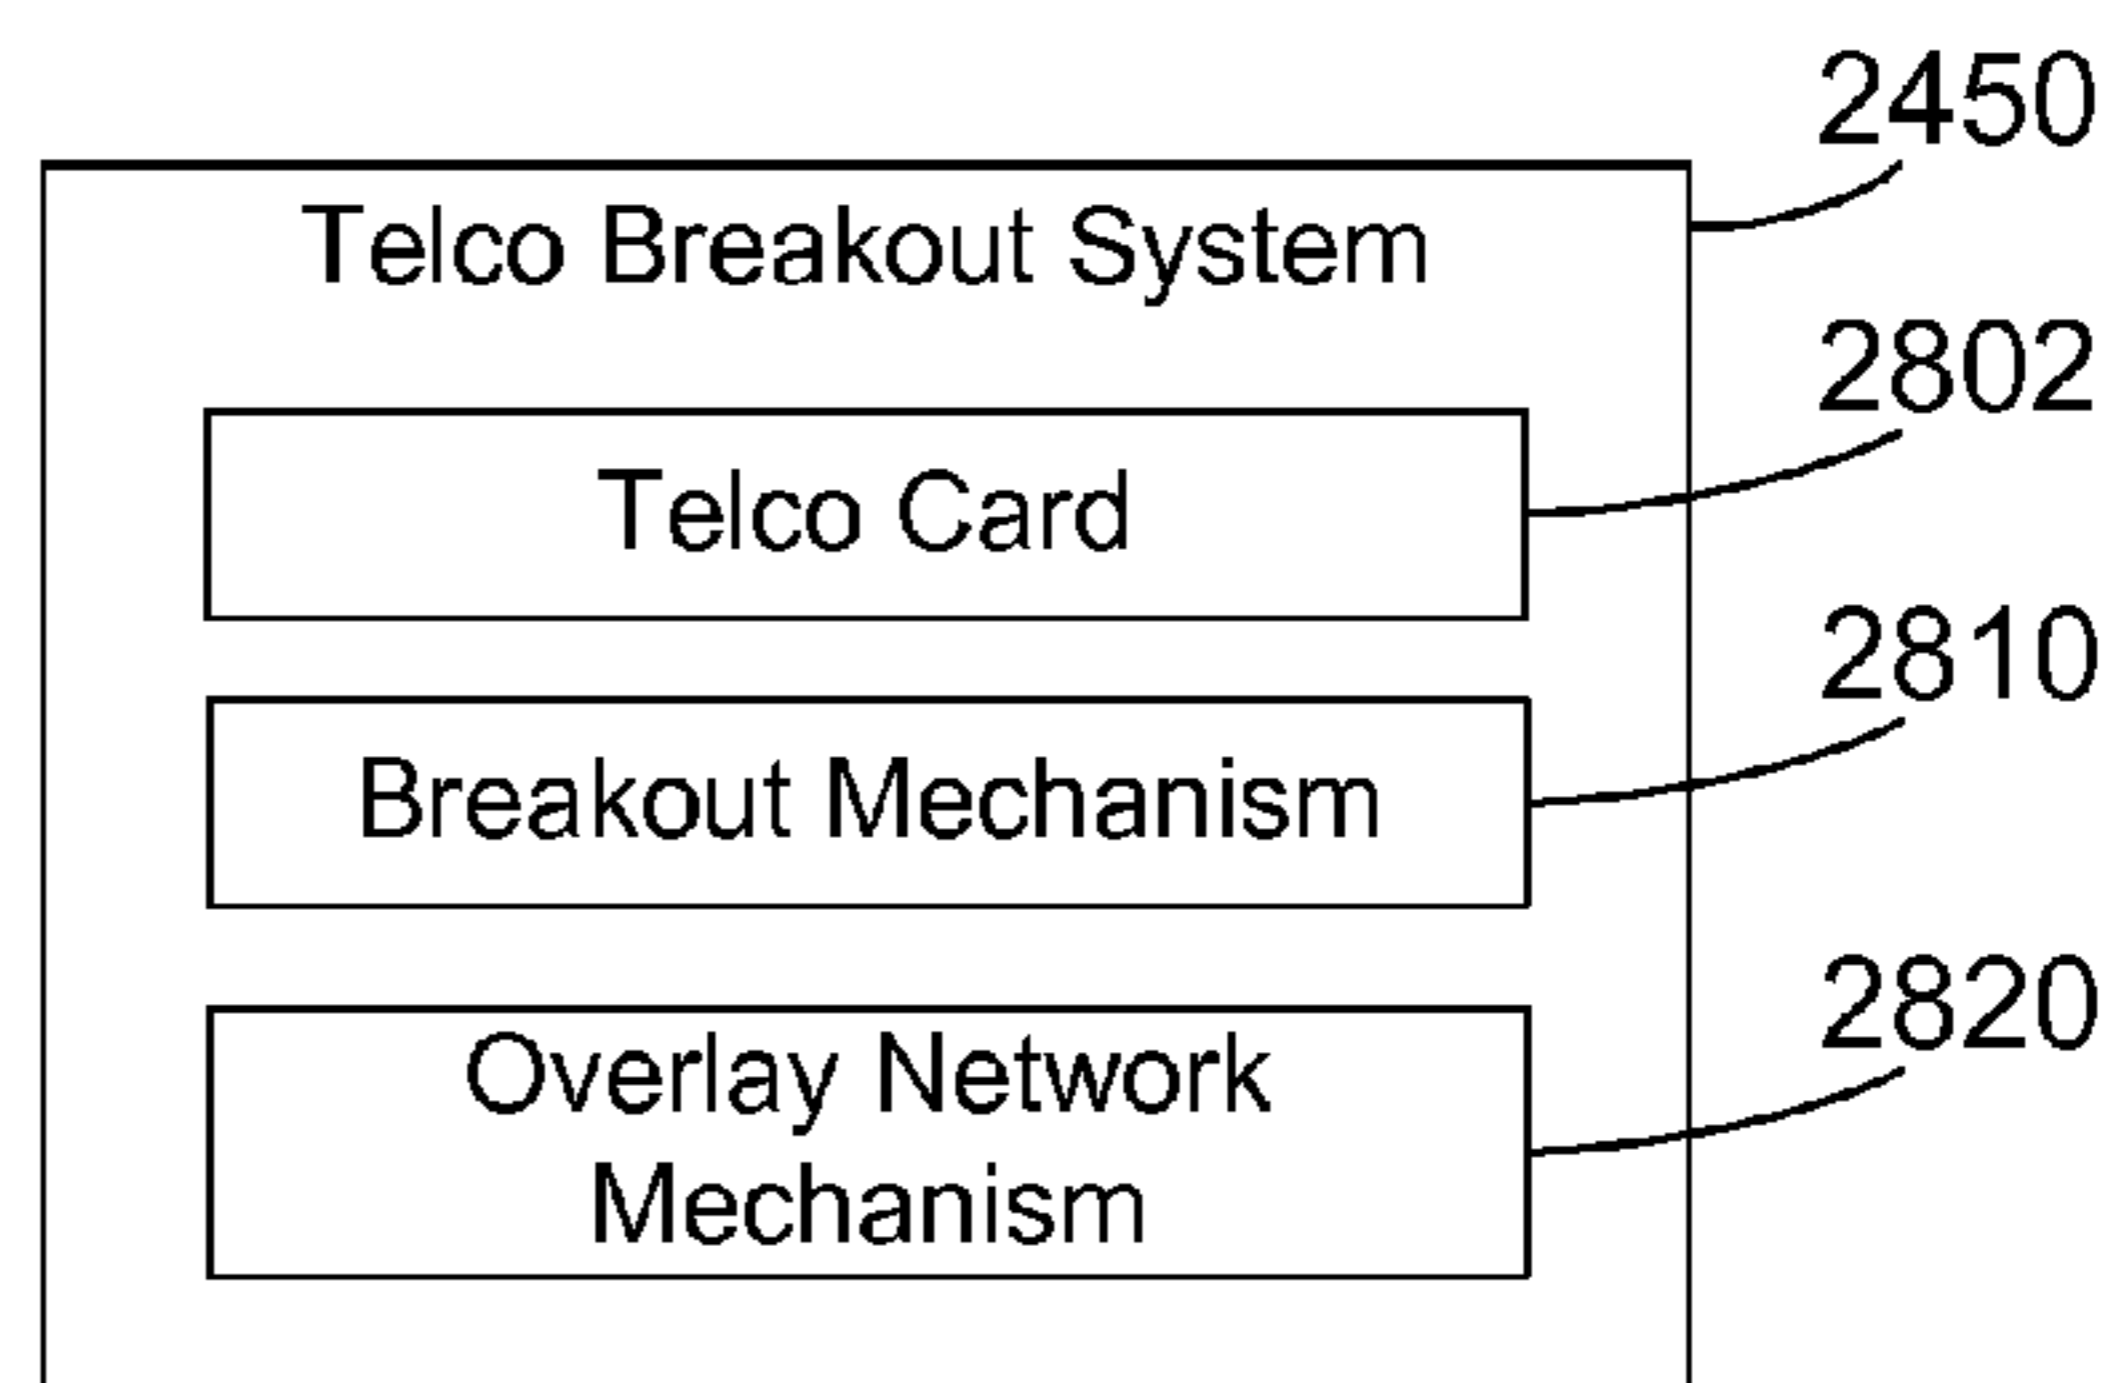 2450
Telco Breakout System
2802
Telco Card
2810
Breakout Mechanism
2820
Overlay Network
Mechanism